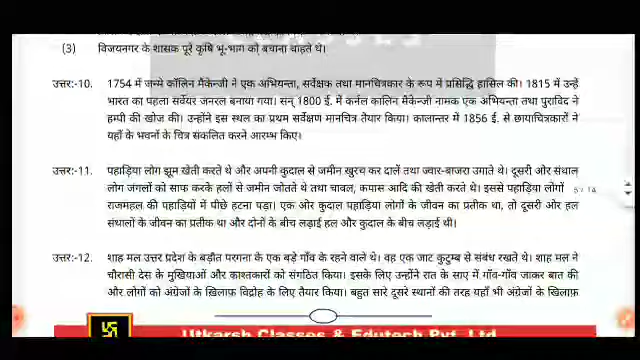 (3) विजयनगर के शासक पूरे कृषि भू-भाग को बचाना चाहते थे।
उत्तर:-10. 1754 में जन्मे कॉलिन मैकेन्जी ने एक अभियन्ता, सर्वेक्षक तथा मानचित्रकार के रूप में प्रसिद्धि हासिल की। 1815 में उन्हें
भारत का पहला सर्वेयर जनरल बनाया गया। सन् 1800 ई. में कर्नल कालिन मैकेन्जी नामक एक अभियन्ता तथा पुराविद ने
हम्पी की खोज की। उन्होंने इस स्थल का प्रथम सर्वेक्षण मानचित्र तैयार किया। कालान्तर में 1856 ई. से छायाचित्रकारों ने
यहाँ के भवनों के चित्र संकलित करने आरम्भ किए।
उत्तर:-11. पहाड़िया लोग झूम खेती करते थे और अपनी कुदाल से जमीन खुरच कर दालें तथा ज्वार-बाजरा उगाते थे। दूसरी ओर संथाल
लोग जंगलों को साफ करके हलों से जमीन जोतते थे तथा चावल, कपास आदि की खेती करते थे। इससे पहाड़िया लोगों
राजमहल की पहाड़ियों में पीछे हटना पड़ा। एक ओर कुदाल पहाड़िया लोगों के जीवन का प्रतीक था, तो दूसरी ओर हल
संथालों के जीवन का प्रतीक था और दोनों के बीच लड़ाई हल और कुदाल के बीच लड़ाई थी।
उत्तर:-12. शाह मल उत्तर प्रदेश के बड़ौत परगना के एक बड़े गाँव के रहने वाले थे। वह एक जाट कुटुम्ब से संबंध रखते थे। शाह मल ने
चौरासी देस के मुखियाओं और काश्तकारों को संगठित किया। इसके लिए उन्होंने रात के साए में गाँव-गाँव जाकर बात की
और लोगों को अंग्रेजों के ख़िलाफ़ विद्रोह के लिए तैयार किया। बहुत सारे दूसरे स्थानों की तरह यहाँ भी अंग्रेजों के खिलाफ़
Utkarsh Classes & Edutech Pvt. Ltd.